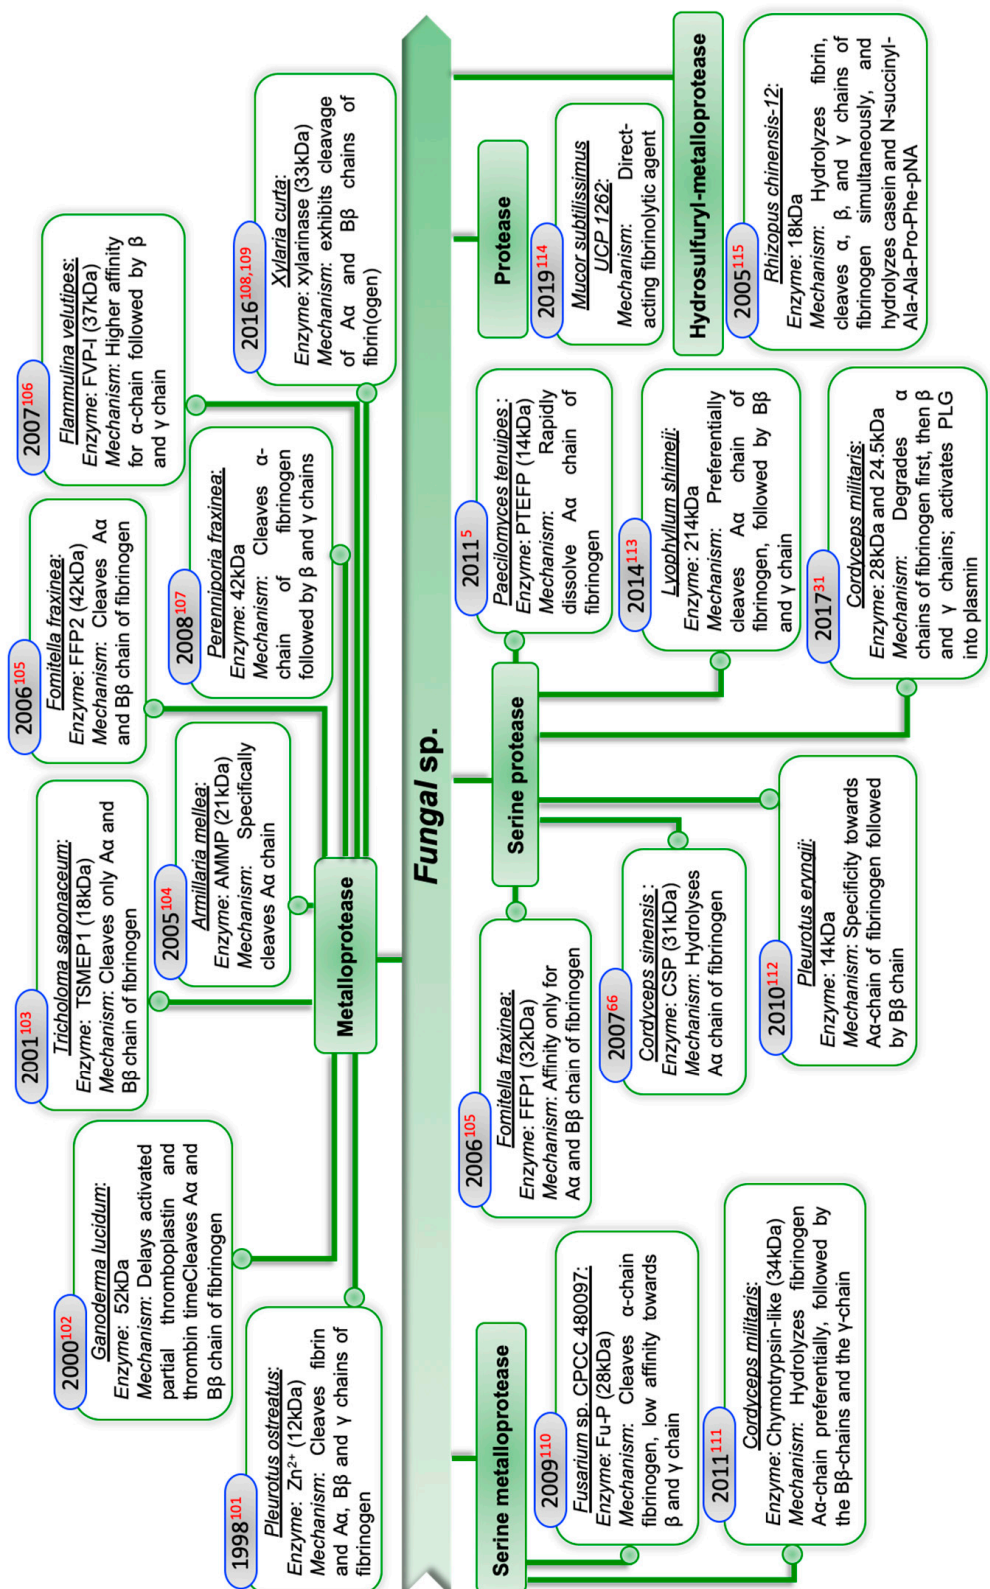 1998¹⁰¹
Pleurotus ostreatus:
Enzyme: Zn²⁺ (12kDa)
Mechanism: Cleaves fibrin
and Aα, Bβ and γ chains of
fibrinogen
2000¹⁰²
Ganoderma lucidum:
Enzyme: 52kDa
Mechanism: Delays activated
partial thromboplastin and
thrombin timeCleaves Aα and
Bβ chain of fibrinogen
2001¹⁰³
Tricholoma saponaceum:
Enzyme: TSMEP1 (18kDa)
Mechanism: Cleaves only Aα and
Bβ chain of fibrinogen
2005¹⁰⁴
Armillaria mellea:
Enzyme: AMMP (21kDa)
Mechanism: Specifically
cleaves Aα chain
2006¹⁰⁵
Fomitella fraxinea:
Enzyme: FFP2 (42kDa)
Mechanism: Cleaves Aα
and Bβ chain of fibrinogen
2008¹⁰⁷
Perenniporia fraxinea:
Enzyme: 42kDa
Mechanism: Cleaves α-
chain of fibrinogen
followed by β and γ chains
2007¹⁰⁶
Flammulina velutipes:
Enzyme: FVP-I (37kDa)
Mechanism: Higher affinity
for α-chain followed by β
and γ chain
2016¹⁰⁸,¹⁰⁹
Xylaria curta:
Enzyme: xylarinase (33kDa)
Mechanism: exhibits cleavage
of Aα and Bβ chains of
fibrin(ogen)
Metalloprotease
Fungal sp.
Serine metalloprotease
2009¹¹⁰
Fusarium sp. CPCC 480097:
Enzyme: Fu-P (28kDa)
Mechanism: Cleaves α-chain
fibrinogen, low affinity towards
β and γ chain
2011¹¹¹
Cordyceps militaris:
Enzyme: Chymotrypsin-like (34kDa)
Mechanism: Hydrolyzes fibrinogen
Aα-chain preferentially, followed by
the Bβ-chains and the γ-chain
Serine protease
2006¹⁰⁵
Fomitella fraxinea:
Enzyme: FFP1 (32kDa)
Mechanism: Affinity only for
Aα and Bβ chain of fibrinogen
2007⁶⁶
Cordyceps sinensis:
Enzyme: CSP (31kDa)
Mechanism: Hydrolyses
Aα chain of fibrinogen
2010¹¹²
Pleurotus eryngii:
Enzyme: 14kDa
Mechanism: Specificity towards
Aα-chain of fibrinogen followed
by Bβ chain
2011⁵
Paecilomyces tenuipes:
Enzyme: PTEFP (14kDa)
Mechanism: Rapidly
dissolve Aα chain of
fibrinogen
2014¹¹³
Lyophyllum shimeji:
Enzyme: 214kDa
Mechanism: Preferentially
cleaves Aα chain of
fibrinogen, followed by Bβ
and γ chain
2017³¹
Cordyceps militaris:
Enzyme: 28kDa and 24.5kDa
Mechanism: Degrades α
chains of fibrinogen first, then β
and γ chains; activates PLG
into plasmin
Protease
2019¹¹⁴
Mucor subtilissimus
UCP 1262:
Mechanism: Direct-
acting fibrinolytic agent
Hydrosulfuryl-metalloprotease
2005¹¹⁵
Rhizopus chinensis-12:
Enzyme: 18kDa
Mechanism: Hydrolyzes fibrin,
cleaves α, β, and γ chains of
fibrinogen simultaneously, and
hydrolyzes casein and N-succinyl-
Ala-Ala-Pro-Phe-pNA